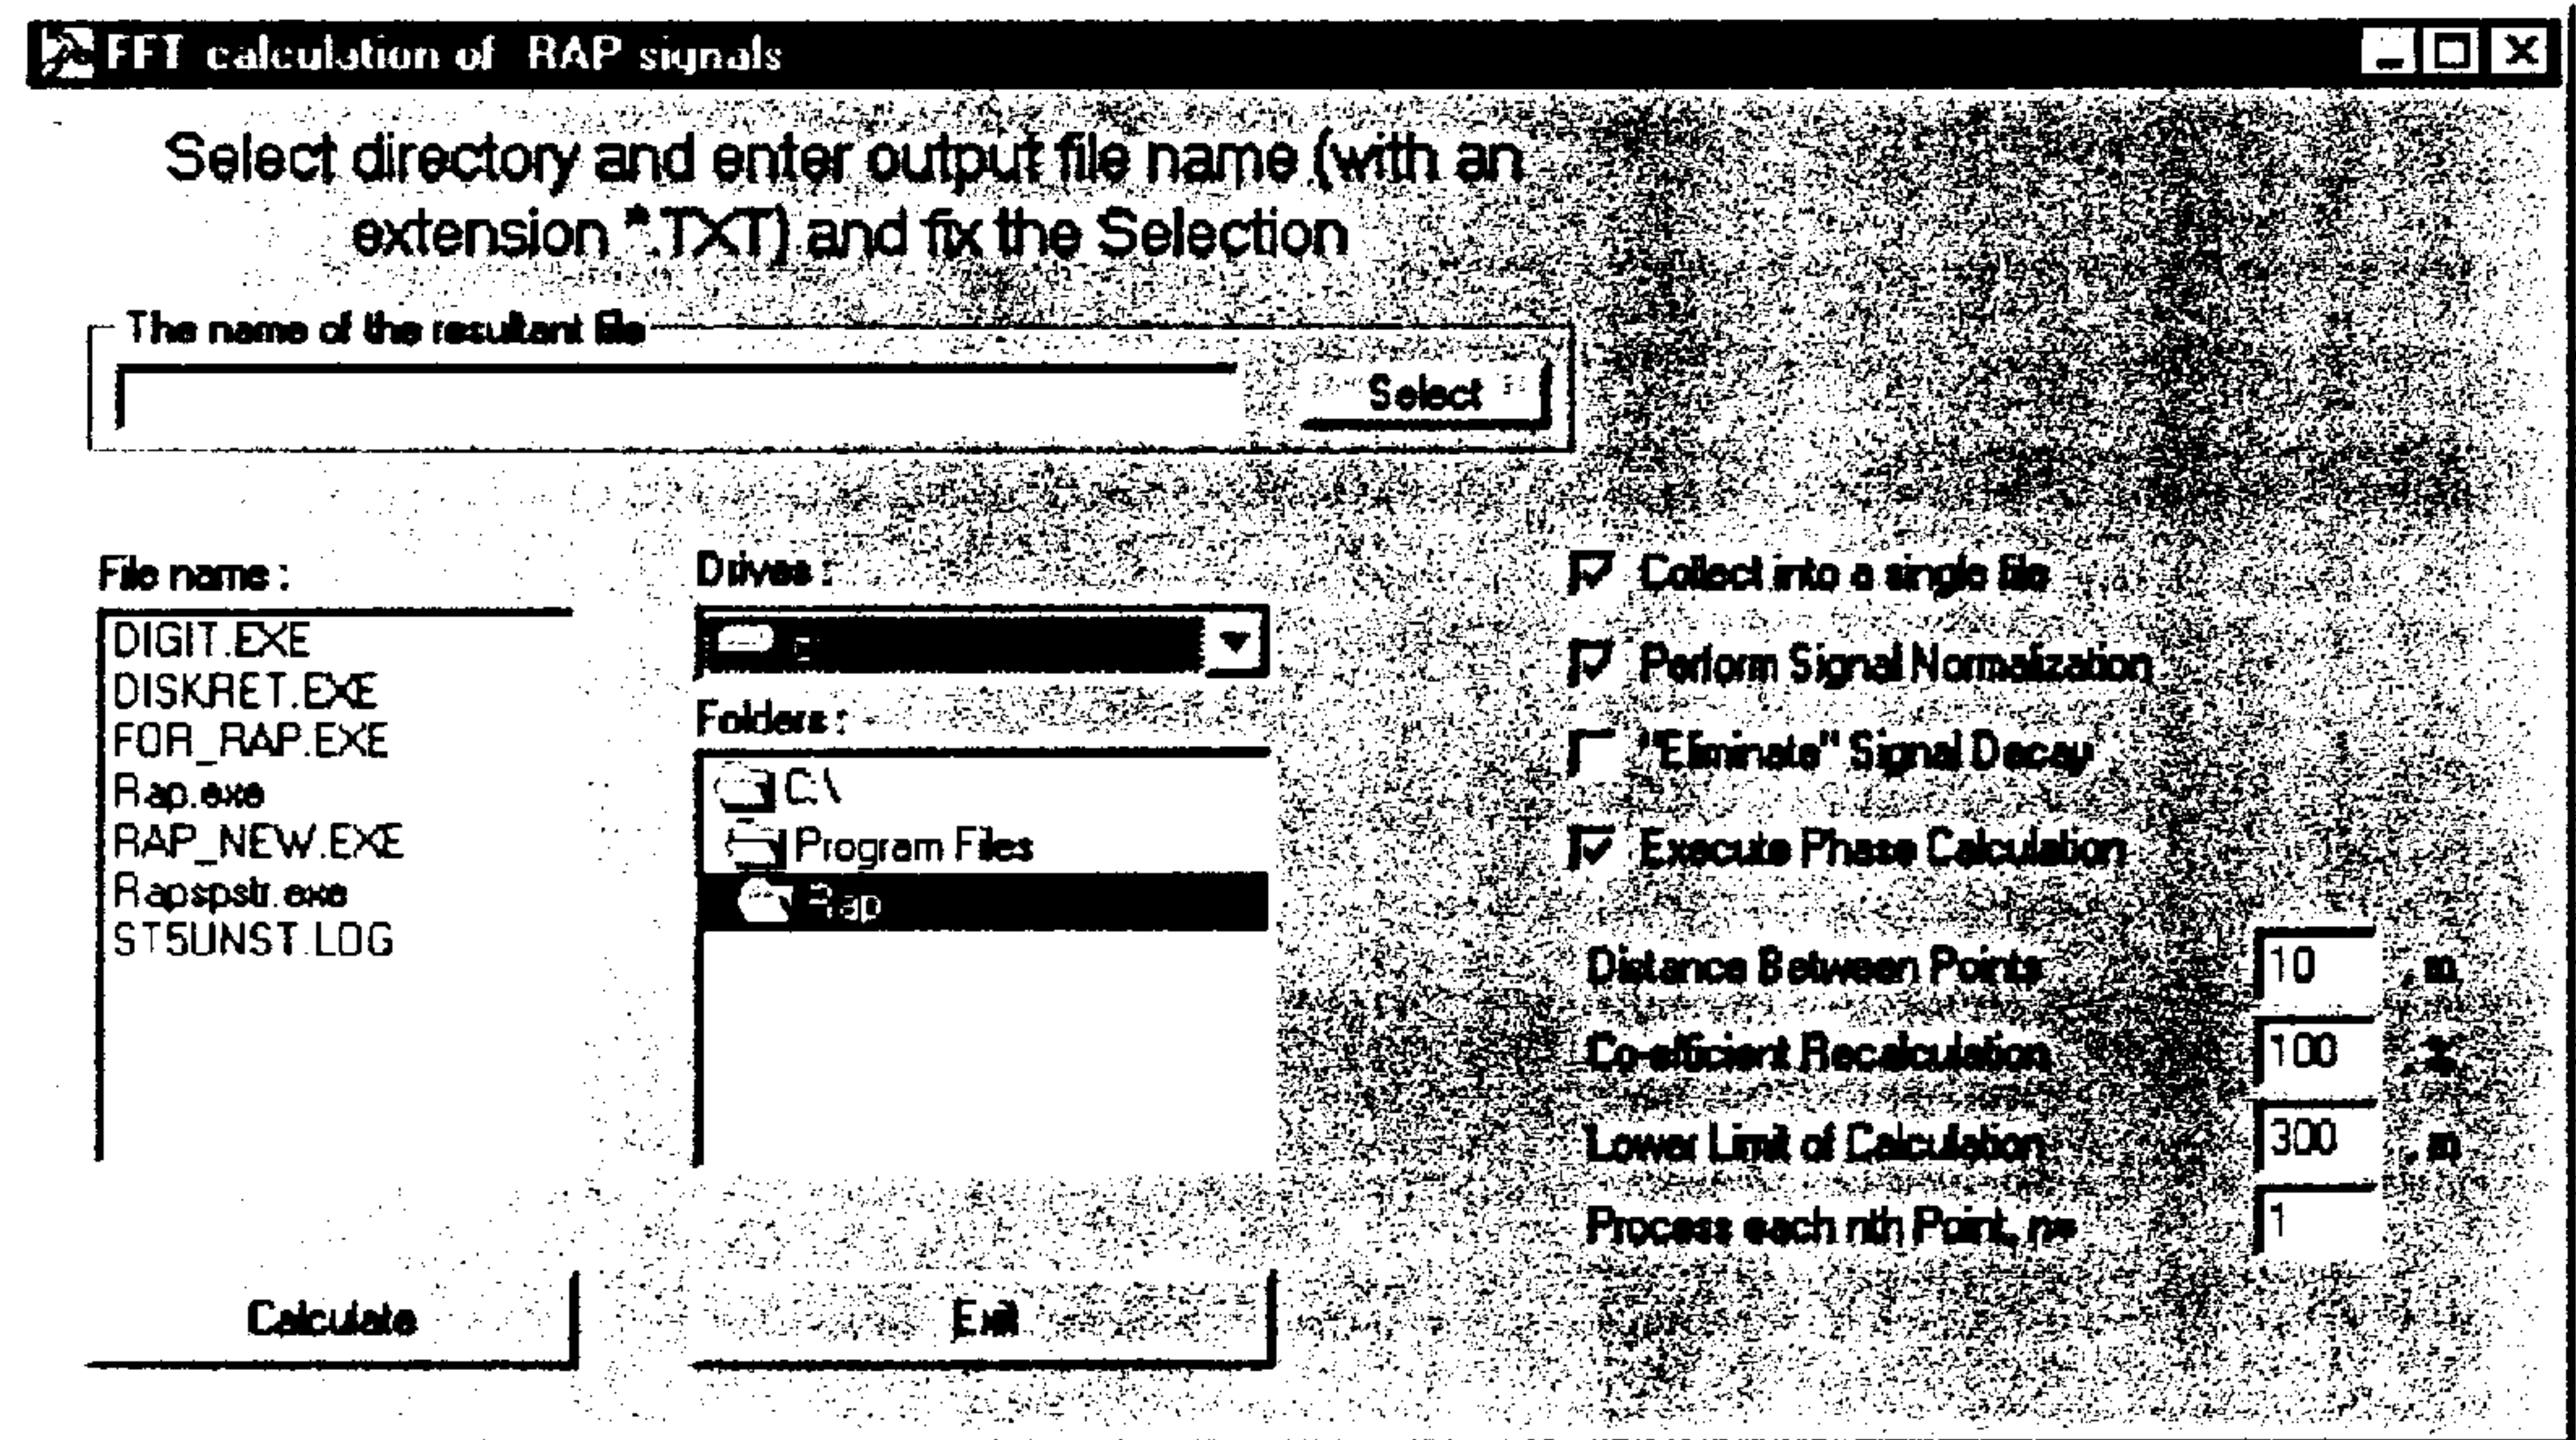 FFT calculation of RAP signals
Select directory and enter output file name (with an
extension *.TXT) and fix the Selection
The name of the resultant file
Select
File name :
DIGIT.EXE
DISKRET.EXE
FOR_RAP.EXE
Rap.exe
RAP_NEW.EXE
Rapspstr.exe
ST5UNST.LOG
Drives :
Folders :
C:\
Program Files
Rap
Collect into a single file
Perform Signal Normalization
"Eliminate" Signal Decay
Execute Phase Calculation
Distance Between Points 10 , m
Co-efficient Recalculation 100 , %
Lower Limit of Calculation 300 , m
Process each nth Point, n= 1
Calculate
Exit